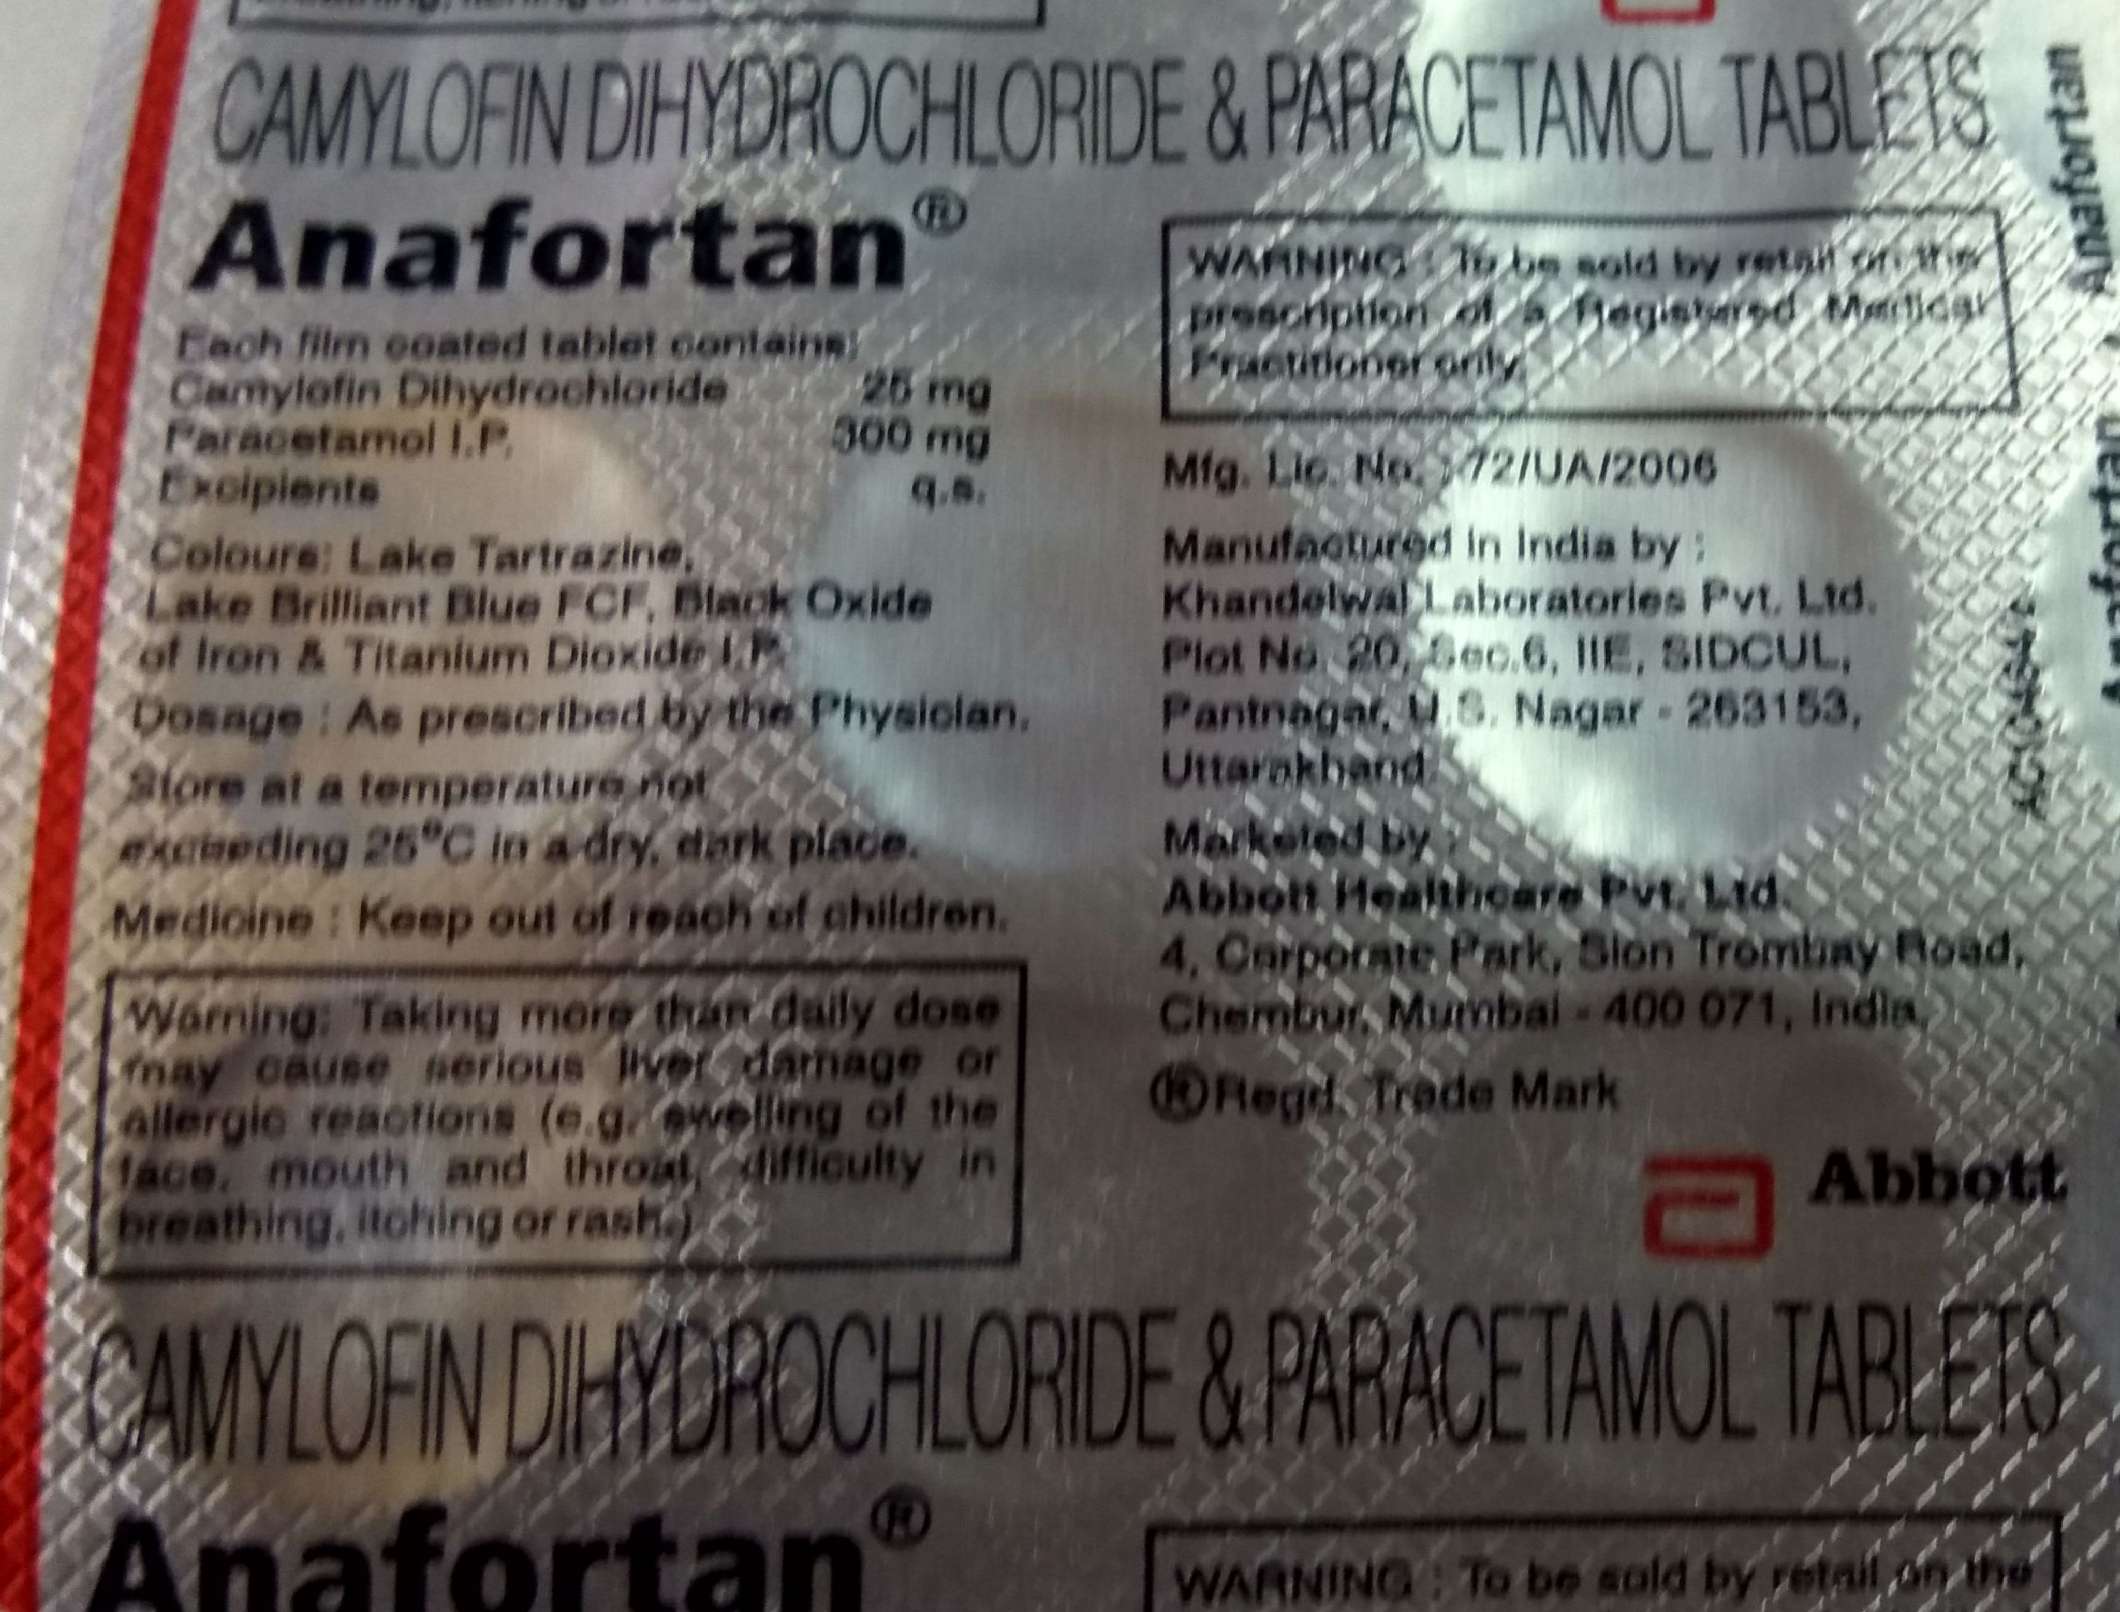 CAMYLOFIN DIHYDROCHLORIDE & PARACETAMOL TABLETS
Anafortan®
Each film coated tablet contains:
Camylofin Dihydrochloride 25 mg
Paracetamol I.P. 300 mg
Excipients q.s.
Colours: Lake Tartrazine,
Lake Brilliant Blue FCF, Black Oxide
of Iron & Titanium Dioxide I.P.
Dosage : As prescribed by the Physician.
Store at a temperature not
exceeding 25°C in a dry, dark place.
Medicine : Keep out of reach of children.
Warning: Taking more than daily dose
may cause serious liver damage or
allergic reactions (e.g. swelling of the
face, mouth and throat, difficulty in
breathing, itching or rash.)
WARNING : To be sold by retail on the
prescription of a Registered Medical
Practitioner only.
Mfg. Lic. No. : 72/UA/2006
Manufactured in India by :
Khandelwal Laboratories Pvt. Ltd.
Plot No. 20, Sec.6, IIE, SIDCUL,
Pantnagar, U.S. Nagar - 263153,
Uttarakhand.
Marketed by :
Abbott Healthcare Pvt. Ltd.
4, Corporate Park, Sion Trombay Road,
Chembur, Mumbai - 400 071, India.
® Regd. Trade Mark
Abbott
Anafortan
Anafortan
CAMYLOFIN DIHYDROCHLORIDE & PARACETAMOL TABLETS
Anafortan®
WARNING : To be sold by retail on the